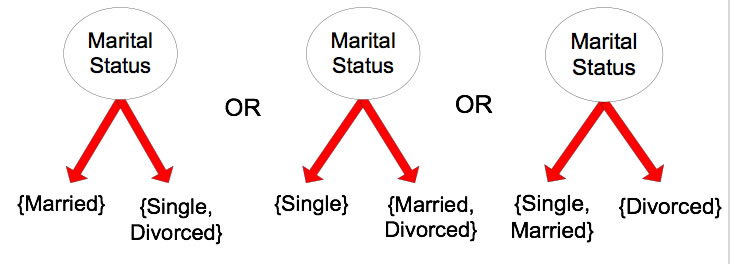 Marital
Status
OR
Marital
Status
OR
Marital
Status
{Married}
{Single,
Divorced}
{Single}
{Married,
Divorced}
{Single,
Married}
{Divorced}